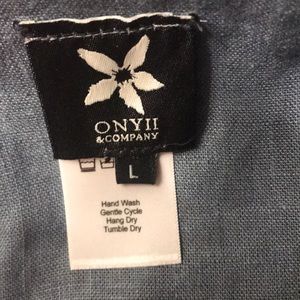 ONYII
& COMPANY
L
Hand Wash
Gentle Cycle
Hang Dry
Tumble Dry